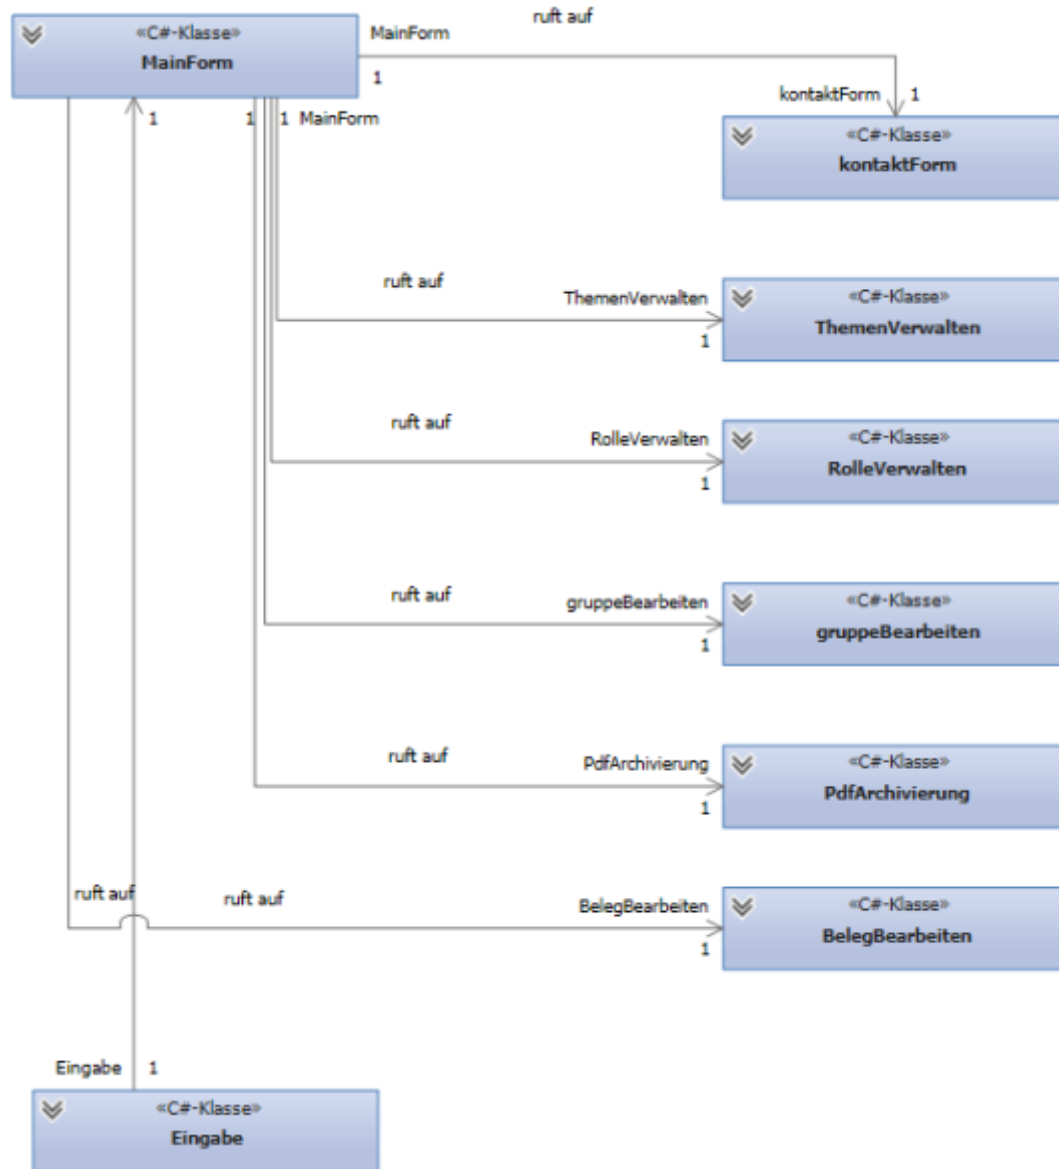 ruft auf
«C#-Klasse»
MainForm
MainForm
1
kontaktForm
1
1
1
1
MainForm
«C#-Klasse»
kontaktForm
ruft auf
ThemenVerwalten
1
«C#-Klasse»
ThemenVerwalten
ruft auf
RolleVerwalten
1
«C#-Klasse»
RolleVerwalten
ruft auf
gruppeBearbeiten
1
«C#-Klasse»
gruppeBearbeiten
ruft auf
PdfArchivierung
1
«C#-Klasse»
PdfArchivierung
ruft auf
ruft auf
BelegBearbeiten
1
«C#-Klasse»
BelegBearbeiten
Eingabe
1
«C#-Klasse»
Eingabe